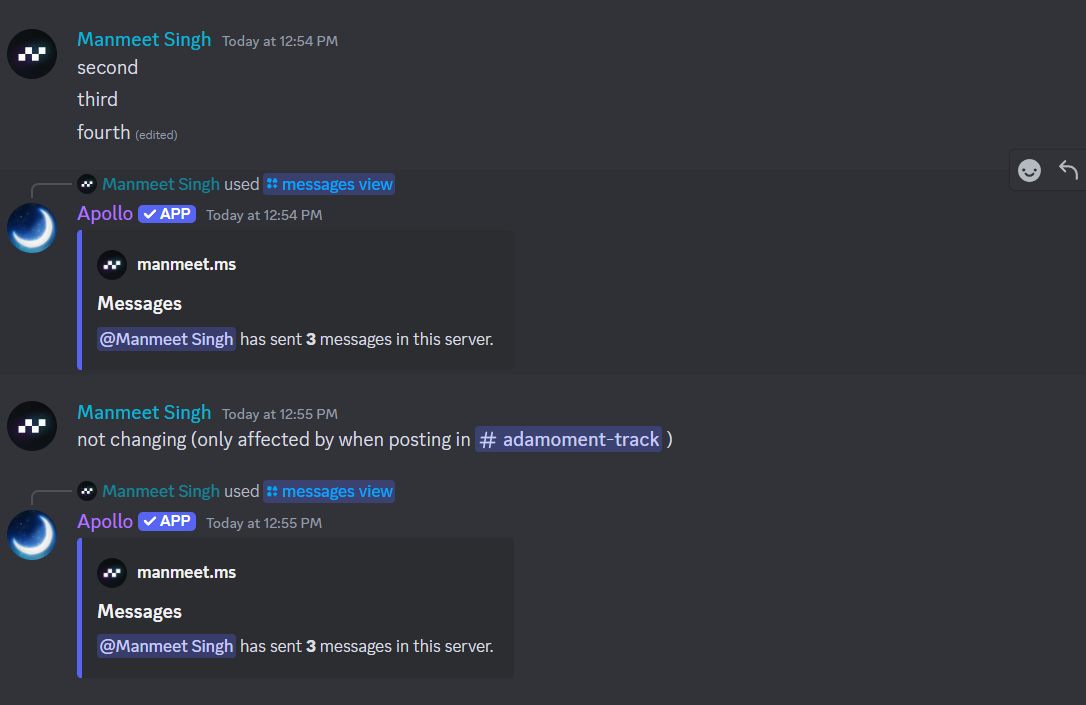 Manmeet Singh Today at 12:54 PM
second
third
fourth (edited)
Manmeet Singh used messages view
Apollo ✓ APP Today at 12:54 PM
manmeet.ms
Messages
@Manmeet Singh has sent 3 messages in this server.
Manmeet Singh Today at 12:55 PM
not changing (only affected by when posting in # adamoment-track )
Manmeet Singh used messages view
Apollo ✓ APP Today at 12:55 PM
manmeet.ms
Messages
@Manmeet Singh has sent 3 messages in this server.